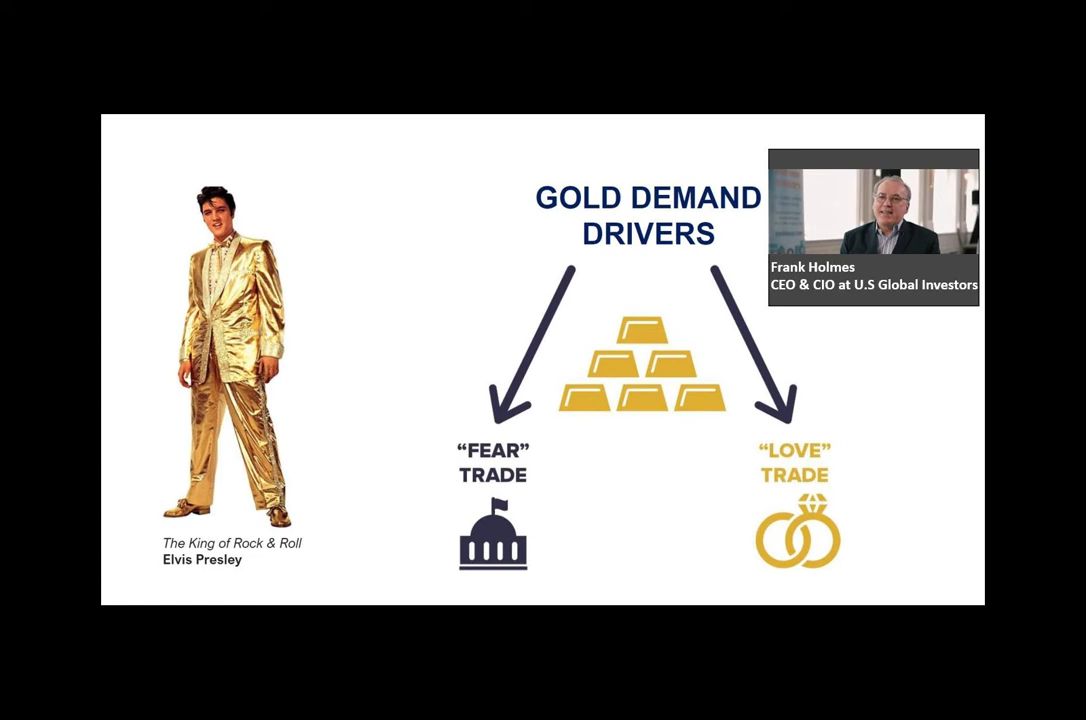 GOLD DEMAND
DRIVERS
Frank Holmes
CEO & CIO at U.S Global Investors
“FEAR”
TRADE
“LOVE”
TRADE
The King of Rock & Roll
Elvis Presley